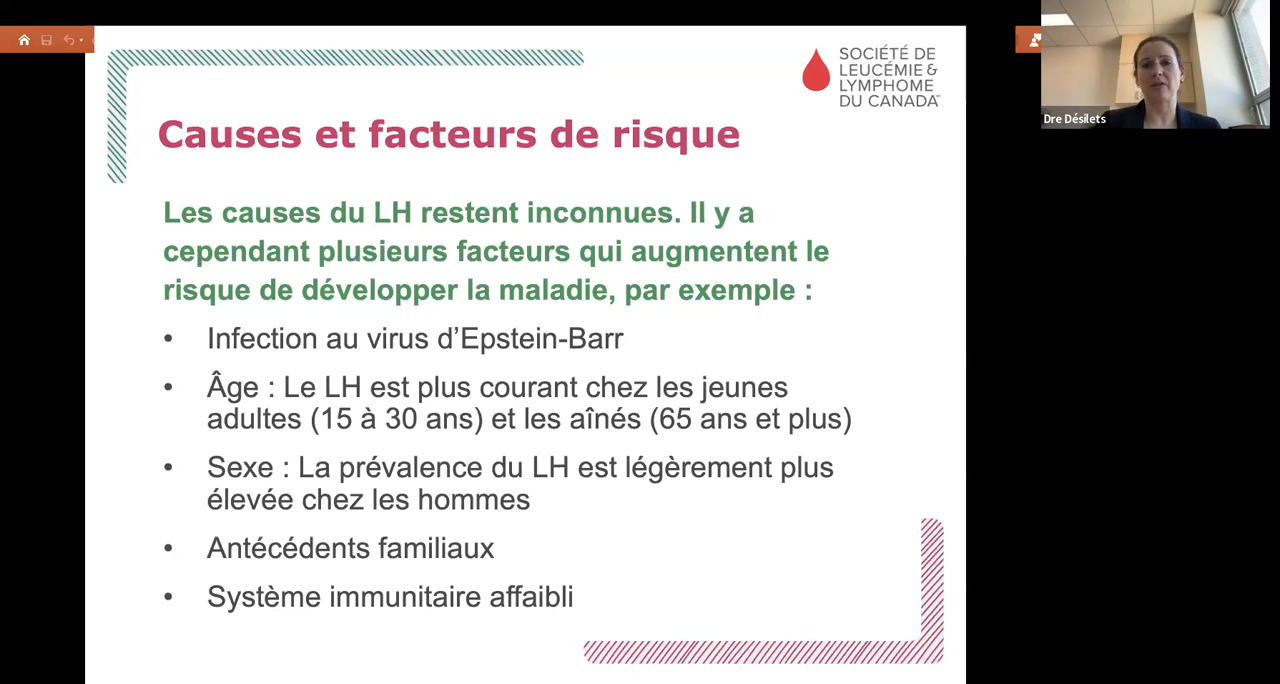 SOCIÉTÉ DE
LEUCÉMIE &
LYMPHOME
DU CANADA
Dre Désilets
Causes et facteurs de risque
Les causes du LH restent inconnues. Il y a
cependant plusieurs facteurs qui augmentent le
risque de développer la maladie, par exemple :
• Infection au virus d’Epstein-Barr
• Âge : Le LH est plus courant chez les jeunes
adultes (15 à 30 ans) et les aînés (65 ans et plus)
• Sexe : La prévalence du LH est légèrement plus
élevée chez les hommes
• Antécédents familiaux
• Système immunitaire affaibli